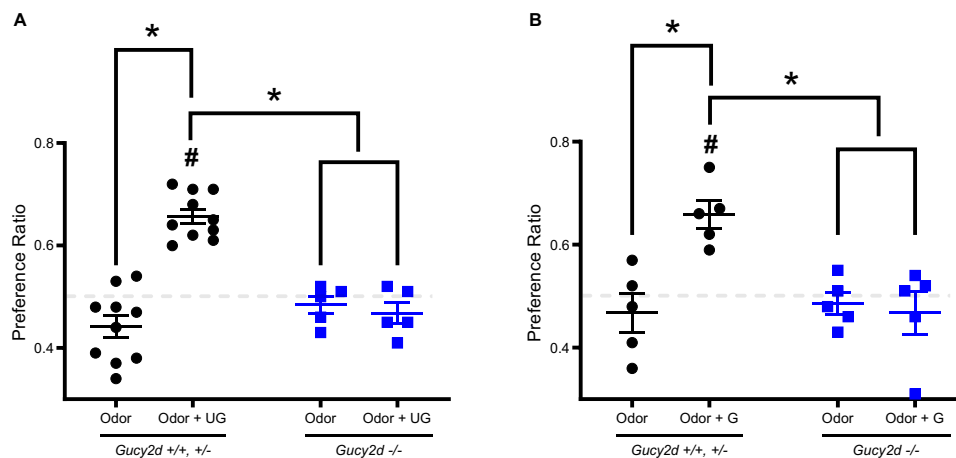 A
*
*
#
0.8
0.6
0.4
Preference Ratio
Odor Odor + UG Odor Odor + UG
Gucy2d +/+, +/- Gucy2d -/-
B
*
*
#
0.8
0.6
0.4
Preference Ratio
Odor Odor + G Odor Odor + G
Gucy2d +/+, +/- Gucy2d -/-